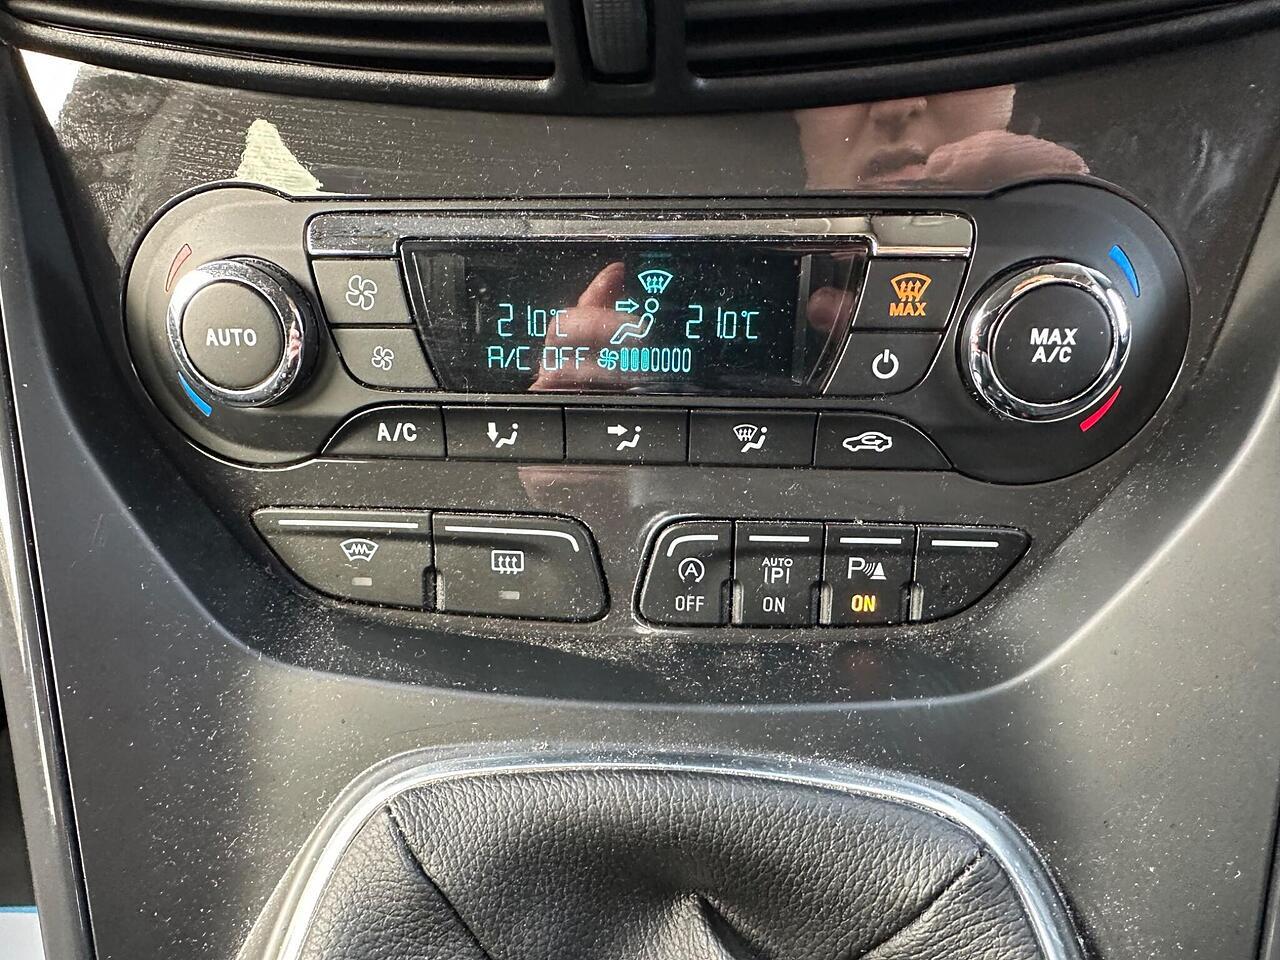 AUTO
21.0°C 21.0°C
A/C OFF
MAX
MAX
A/C
A/C
A
OFF
AUTO
P
ON
P
ON